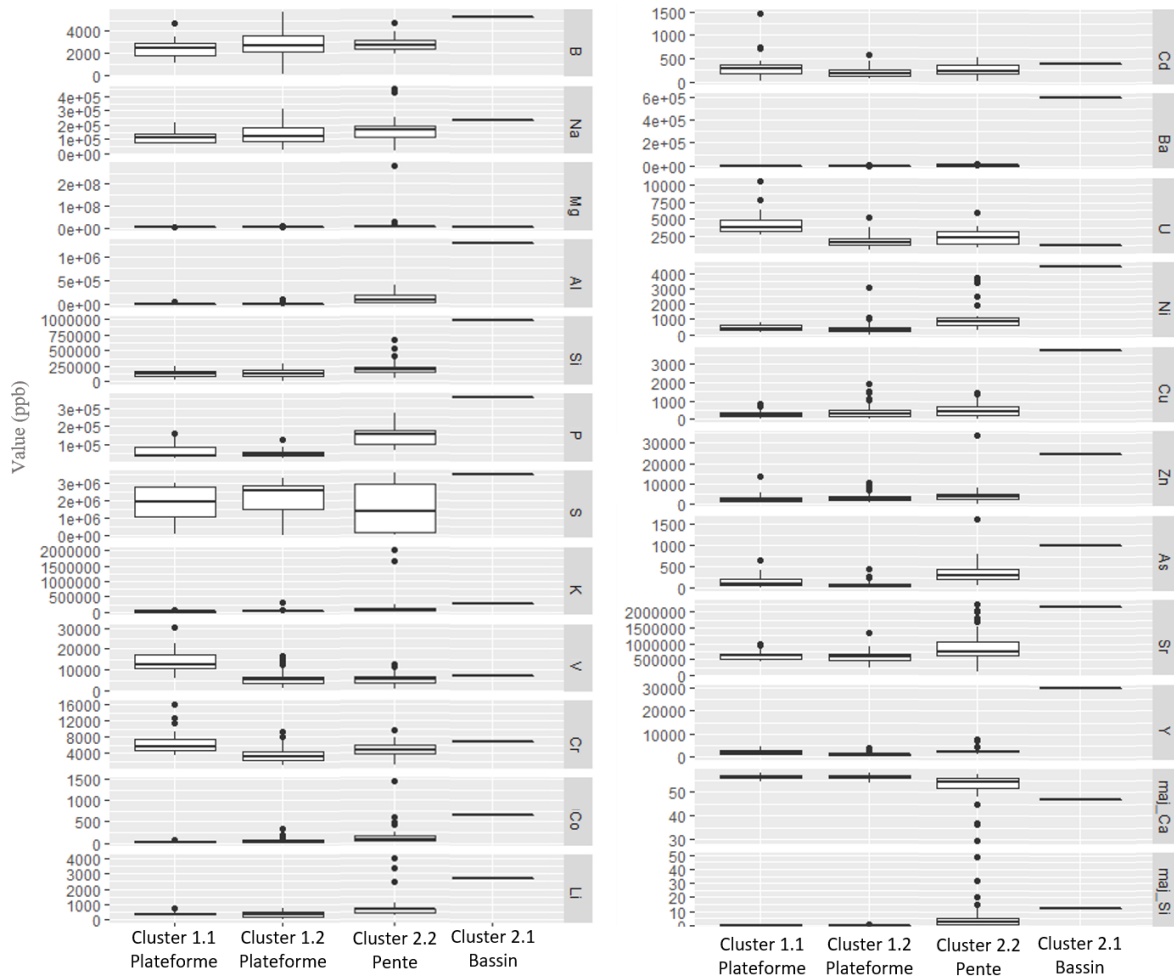 Value (ppb)
4000
2000
0
B
4e+05
3e+05
2e+05
1e+05
0e+00
Na
2e+08
1e+08
0e+00
Mg
1e+06
5e+05
0e+00
Al
1000000
750000
500000
250000
0
Si
3e+05
2e+05
1e+05
P
3e+06
2e+06
1e+06
0e+00
S
2000000
1500000
1000000
500000
0
K
30000
20000
10000
0
V
16000
12000
8000
4000
0
Cr
1500
1000
500
0
Co
4000
3000
2000
1000
0
Li
Cluster 1.1 Cluster 1.2 Cluster 2.2 Cluster 2.1
Plateforme Plateforme Pente Bassin
1500
1000
500
0
Cd
6e+05
4e+05
2e+05
0e+00
Ba
10000
7500
5000
2500
U
4000
3000
2000
1000
0
Ni
3000
2000
1000
0
Cu
30000
20000
10000
0
Zn
1500
1000
500
0
As
2000000
1500000
1000000
500000
0
Sr
30000
20000
10000
0
Y
50
40
30
maj_Ca
50
40
30
20
10
0
maj_Si
Cluster 1.1 Cluster 1.2 Cluster 2.2 Cluster 2.1
Plateforme Plateforme Pente Bassin